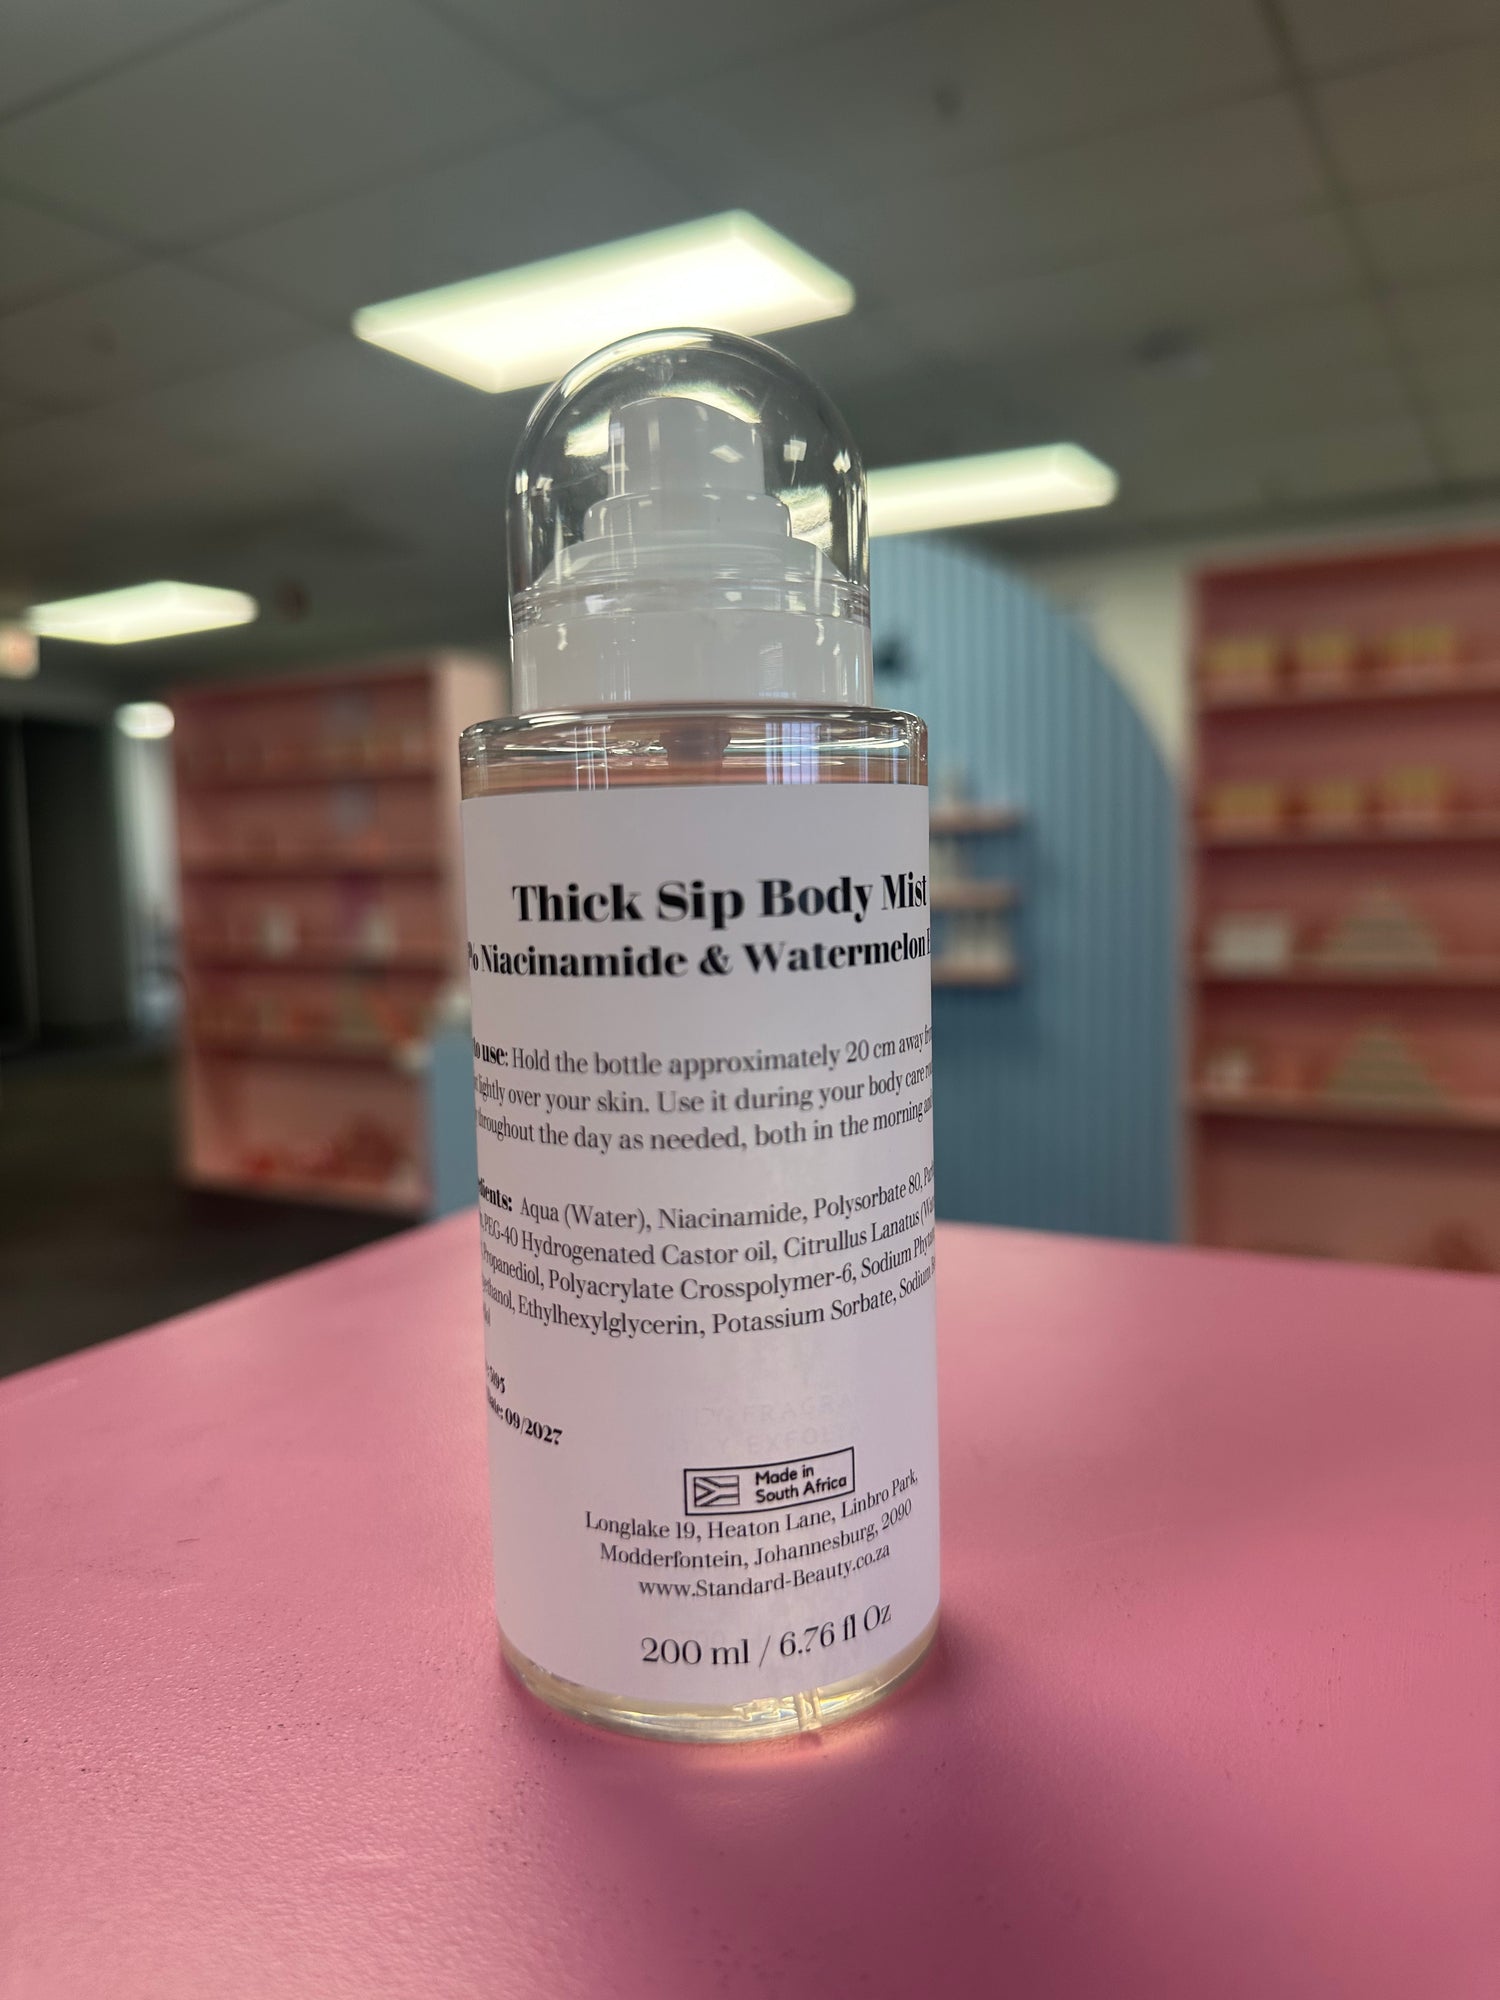 Thick Sip Body Mist
% Niacinamide & Watermelon
to use: Hold the bottle approximately 20 cm away
lightly over your skin. Use it during your body care
throughout the day as needed, both in the morning
Aqua (Water), Niacinamide, Polysorbate 80,
PEG-40 Hydrogenated Castor oil, Citrullus Lanatus
Propanediol, Polyacrylate Crosspolymer-6, Sodium
Ethylhexylglycerin, Potassium Sorbate, Sodium
09/2027
Made in
South Africa
Longlake 19, Heaton Lane, Linbro Park,
Modderfontein, Johannesburg, 2090
www.Standard-Beauty.co.za
200 ml / 6.76 fl Oz